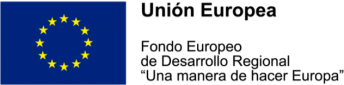 Unión Europea
Fondo Europeo
de Desarrollo Regional
“Una manera de hacer Europa”